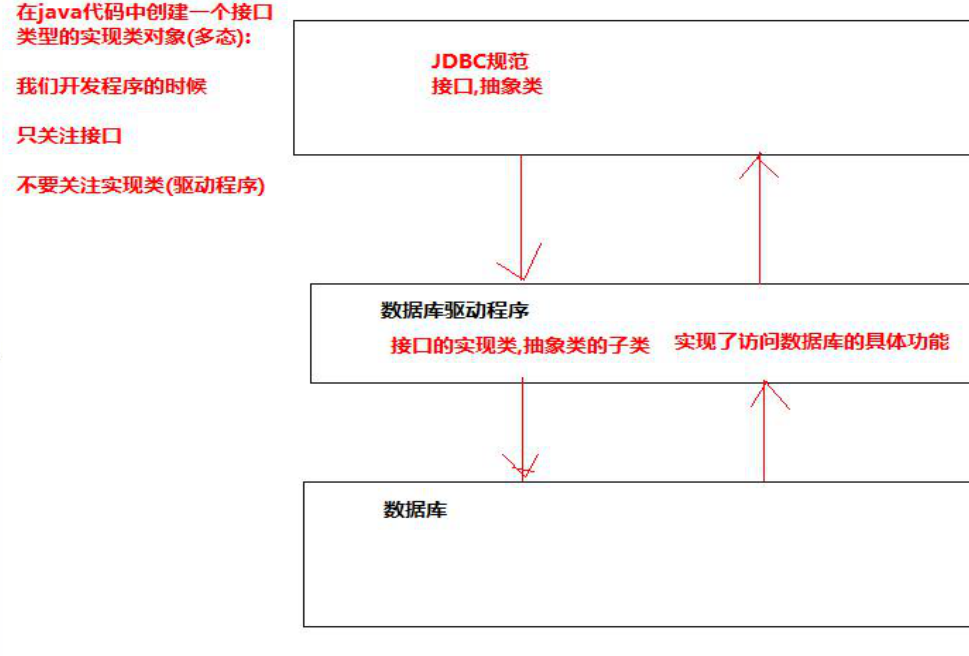 在java代码中创建一个接口
类型的实现类对象(多态):
我们开发程序的时候
只关注接口
不要关注实现类(驱动程序)
JDBC规范
接口,抽象类
数据库驱动程序
接口的实现类,抽象类的子类
实现了访问数据库的具体功能
数据库